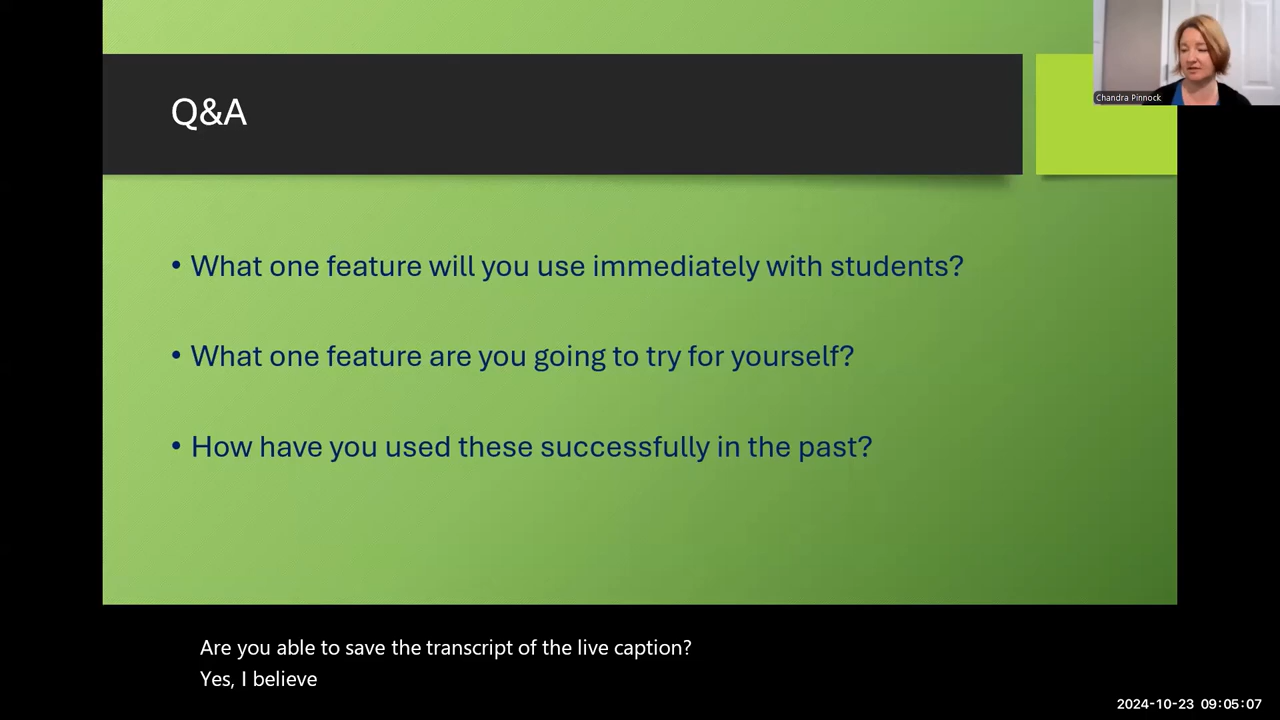 Q&A
Chandra Pinnock
• What one feature will you use immediately with students?
• What one feature are you going to try for yourself?
• How have you used these successfully in the past?
Are you able to save the transcript of the live caption?
Yes, I believe
2024-10-23 09:05:07